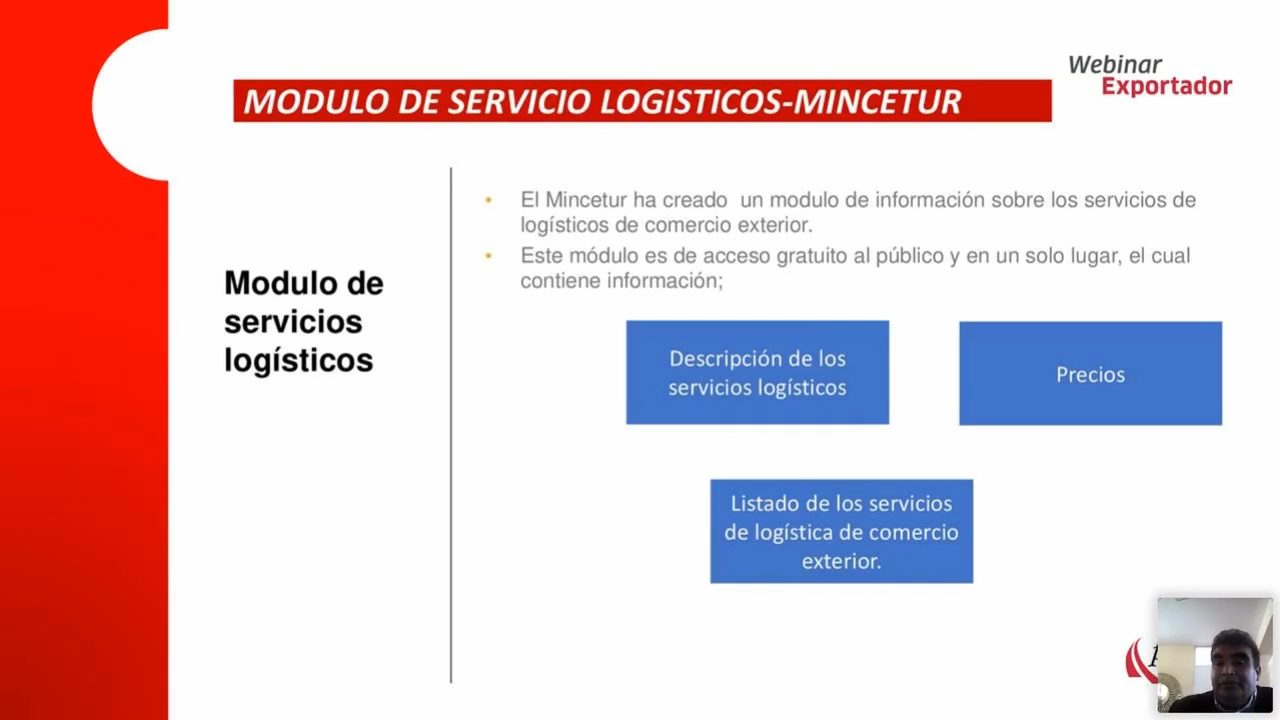 Webinar
Exportador
MODULO DE SERVICIO LOGISTICOS-MINCETUR
Modulo de
servicios
logísticos
• El Mincetur ha creado un modulo de información sobre los servicios de
logísticos de comercio exterior.
• Este módulo es de acceso gratuito al público y en un solo lugar, el cual
contiene información;
Descripción de los
servicios logísticos
Precios
Listado de los servicios
de logística de comercio
exterior.